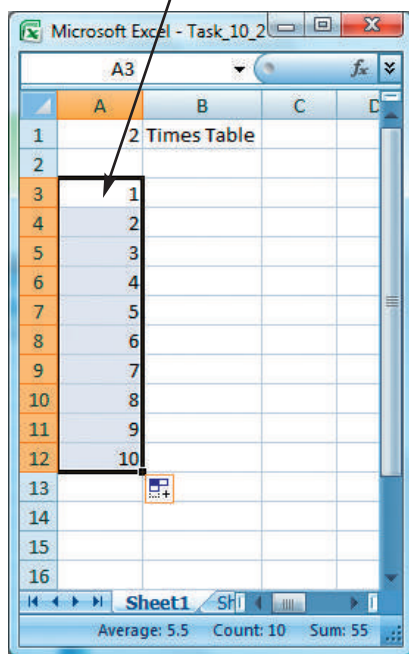 Microsoft Excel - Task_10_2
A3 fx
A B C D
1 2 Times Table
2
3 1
4 2
5 3
6 4
7 5
8 6
9 7
10 8
11 9
12 10
13
14
15
16
Sheet1
Average: 5.5 Count: 10 Sum: 55